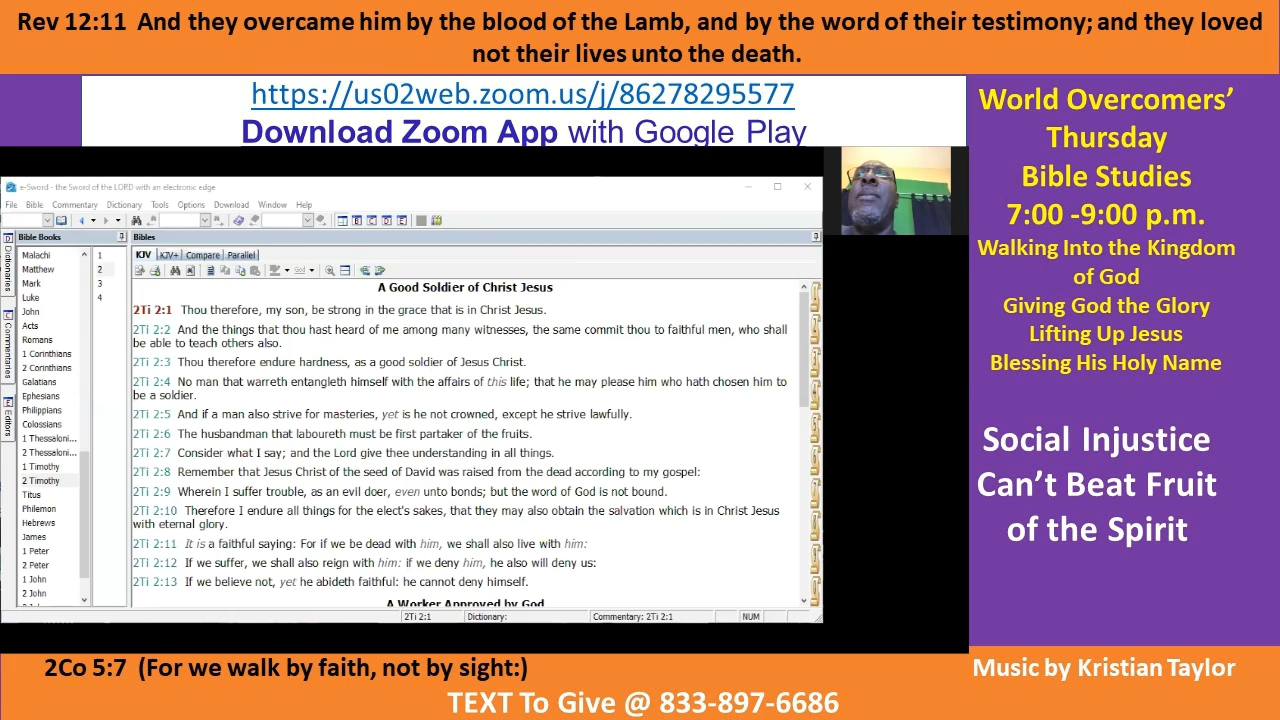 Rev 12:11  And they overcame him by the blood of the Lamb, and by the word of their testimony; and they loved
not their lives unto the death.
https://us02web.zoom.us/j/86278295577
Download Zoom App with Google Play
World Overcomers’
Thursday
Bible Studies
7:00 -9:00 p.m.
Walking Into the Kingdom
of God
Giving God the Glory
Lifting Up Jesus
Blessing His Holy Name
Social Injustice
Can’t Beat Fruit
of the Spirit
e-Sword - the Sword of the LORD with an electronic edge
File Bible Commentary Dictionary Tools Options Download Window Help
Dictionaries
Commentaries
Editors
Bible Books
Malachi 1
Matthew 2
Mark 3
Luke 4
John
Acts
Romans
1 Corinthians
2 Corinthians
Galatians
Ephesians
Philippians
Colossians
1 Thessaloni...
2 Thessaloni...
1 Timothy
2 Timothy
Titus
Philemon
Hebrews
James
1 Peter
2 Peter
1 John
2 John
Bibles
KJV KJV+ Compare Parallel
A Good Soldier of Christ Jesus
2Ti 2:1  Thou therefore, my son, be strong in the grace that is in Christ Jesus.
2Ti 2:2  And the things that thou hast heard of me among many witnesses, the same commit thou to faithful men, who shall
be able to teach others also.
2Ti 2:3  Thou therefore endure hardness, as a good soldier of Jesus Christ.
2Ti 2:4  No man that warreth entangleth himself with the affairs of this life; that he may please him who hath chosen him to
be a soldier.
2Ti 2:5  And if a man also strive for masteries, yet is he not crowned, except he strive lawfully.
2Ti 2:6  The husbandman that laboureth must be first partaker of the fruits.
2Ti 2:7  Consider what I say; and the Lord give thee understanding in all things.
2Ti 2:8  Remember that Jesus Christ of the seed of David was raised from the dead according to my gospel:
2Ti 2:9  Wherein I suffer trouble, as an evil doer, even unto bonds; but the word of God is not bound.
2Ti 2:10  Therefore I endure all things for the elect's sakes, that they may also obtain the salvation which is in Christ Jesus
with eternal glory.
2Ti 2:11  It is a faithful saying: For if we be dead with him, we shall also live with him:
2Ti 2:12  If we suffer, we shall also reign with him: if we deny him, he also will deny us:
2Ti 2:13  If we believe not, yet he abideth faithful: he cannot deny himself.
A Worker Approved by God
2Ti 2:1 Dictionary: Commentary: 2Ti 2:1 NUM
2Co 5:7  (For we walk by faith, not by sight:)
Music by Kristian Taylor
TEXT To Give @ 833-897-6686